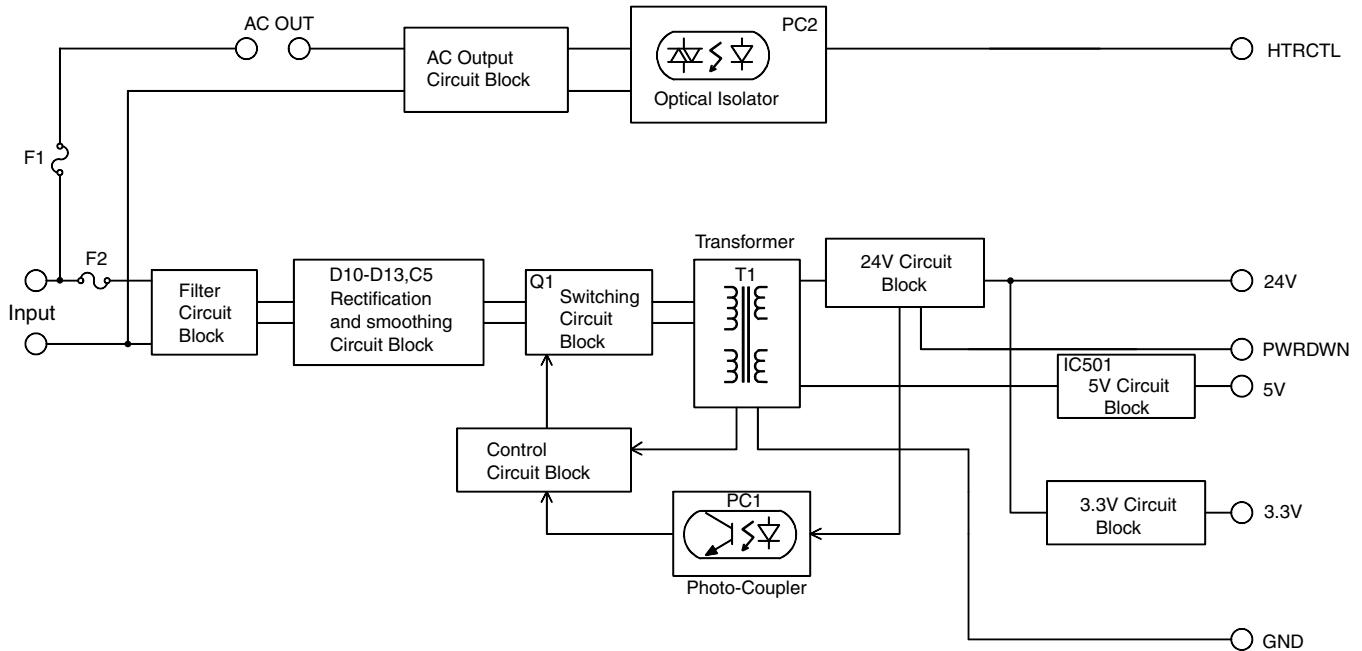 AC OUT
AC Output
Circuit Block
PC2
Optical Isolator
HTRCTL
F1
F2
Input
Filter
Circuit
Block
D10-D13,C5
Rectification
and smoothing
Circuit Block
Q1
Switching
Circuit
Block
Transformer
T1
24V Circuit
Block
24V
PWRDWN
IC501
5V Circuit
Block
5V
Control
Circuit Block
PC1
Photo-Coupler
3.3V Circuit
Block
3.3V
GND